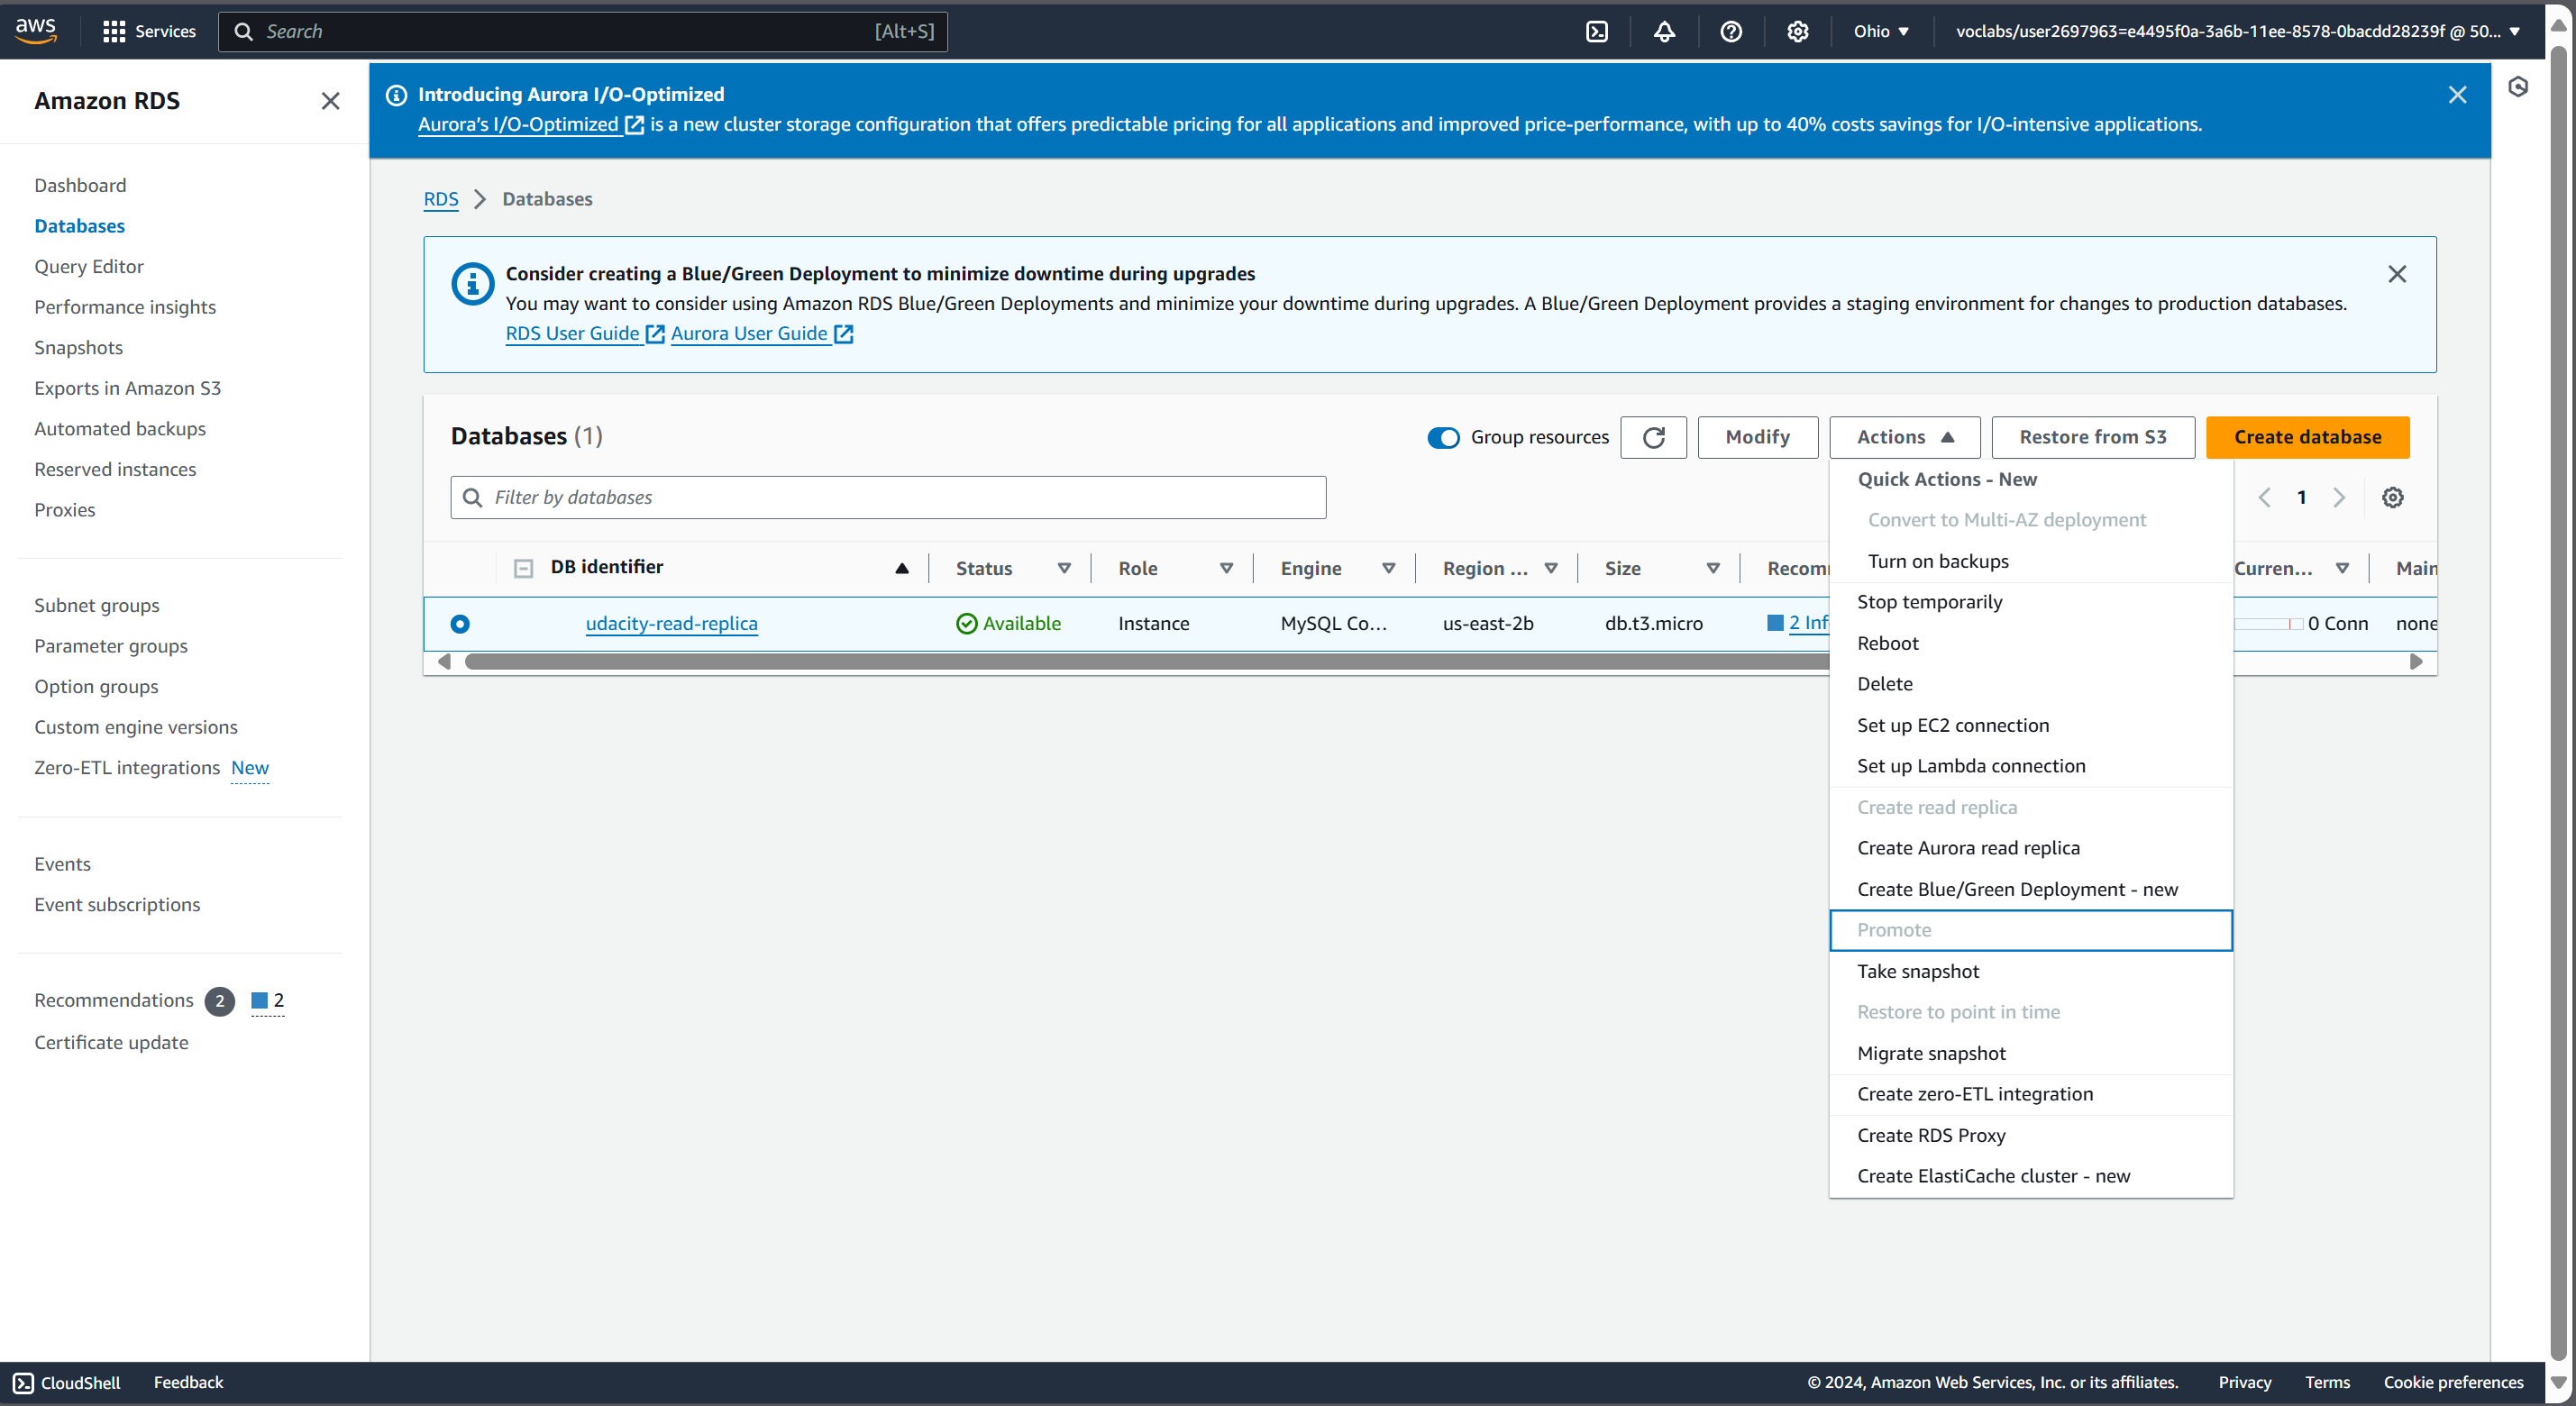 aws
Services
Search
[Alt+S]
Ohio
voclabs/user2697963=e4495f0a-3a6b-11ee-8578-0bacdd28239f @ 50...
Amazon RDS
Dashboard
Databases
Query Editor
Performance insights
Snapshots
Exports in Amazon S3
Automated backups
Reserved instances
Proxies
Subnet groups
Parameter groups
Option groups
Custom engine versions
Zero-ETL integrations New
Events
Event subscriptions
Recommendations 2 2
Certificate update
Introducing Aurora I/O-Optimized
Aurora's I/O-Optimized is a new cluster storage configuration that offers predictable pricing for all applications and improved price-performance, with up to 40% costs savings for I/O-intensive applications.
RDS Databases
Consider creating a Blue/Green Deployment to minimize downtime during upgrades
You may want to consider using Amazon RDS Blue/Green Deployments and minimize your downtime during upgrades. A Blue/Green Deployment provides a staging environment for changes to production databases.
RDS User Guide Aurora User Guide
Databases (1)
Group resources
Modify
Actions
Restore from S3
Create database
Filter by databases
1
DB identifier Status Role Engine Region ... Size Recomm Curren... Main
udacity-read-replica Available Instance MySQL Co... us-east-2b db.t3.micro 2 Inf 0 Conn none
Quick Actions - New
Convert to Multi-AZ deployment
Turn on backups
Stop temporarily
Reboot
Delete
Set up EC2 connection
Set up Lambda connection
Create read replica
Create Aurora read replica
Create Blue/Green Deployment - new
Promote
Take snapshot
Restore to point in time
Migrate snapshot
Create zero-ETL integration
Create RDS Proxy
Create ElastiCache cluster - new
CloudShell
Feedback
© 2024, Amazon Web Services, Inc. or its affiliates.
Privacy
Terms
Cookie preferences